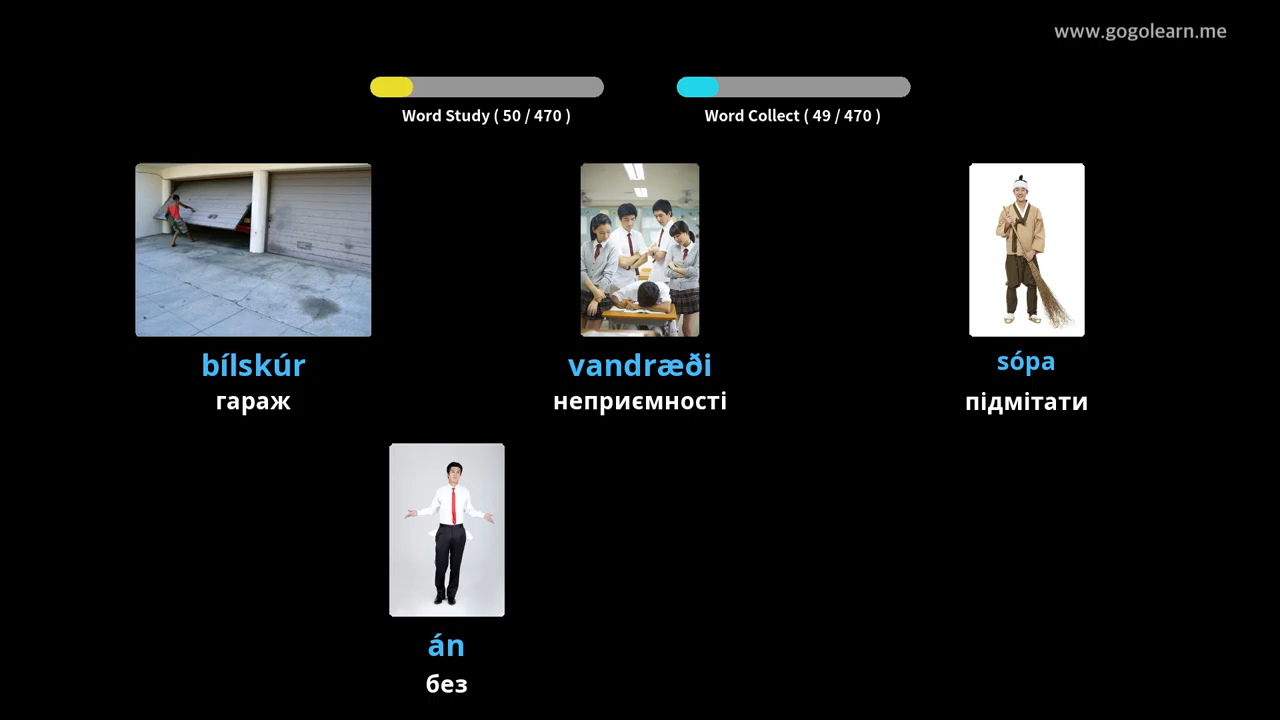 www.gogolearn.me
Word Study ( 50 / 470 )
Word Collect ( 49 / 470 )
bílskúr
гараж
vandræði
неприємності
sópa
підмітати
án
без